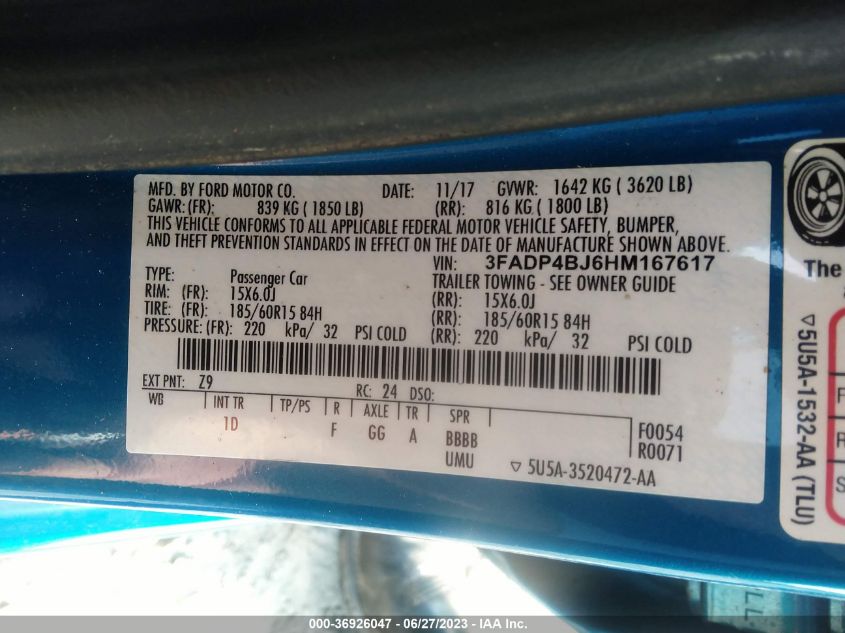 MFD. BY FORD MOTOR CO. DATE: 11/17 GVWR: 1642 KG ( 3620 LB)
GAWR: (FR): 839 KG ( 1850 LB) (RR): 816 KG ( 1800 LB)
THIS VEHICLE CONFORMS TO ALL APPLICABLE FEDERAL MOTOR VEHICLE SAFETY, BUMPER,
AND THEFT PREVENTION STANDARDS IN EFFECT ON THE DATE OF MANUFACTURE SHOWN ABOVE.
VIN: 3FADP4BJ6HM167617
TYPE: Passenger Car TRAILER TOWING - SEE OWNER GUIDE
RIM: (FR): 15X6.0J (RR): 15X6.0J
TIRE: (FR): 185/60R15 84H (RR): 185/60R15 84H
PRESSURE: (FR): 220 kPa/ 32 PSI COLD (RR): 220 kPa/ 32 PSI COLD
EXT PNT: Z9 RC: 24 DSO:
WB INT TR TP/PS R AXLE TR SPR
1D F GG A BBBB F0054
UMU R0071
▽ 5U5A-3520472-AA
The
▽ 5U5A-1532-AA (TLU)
F
R
S
000-36926047 — 06/27/2023 — IAA Inc.